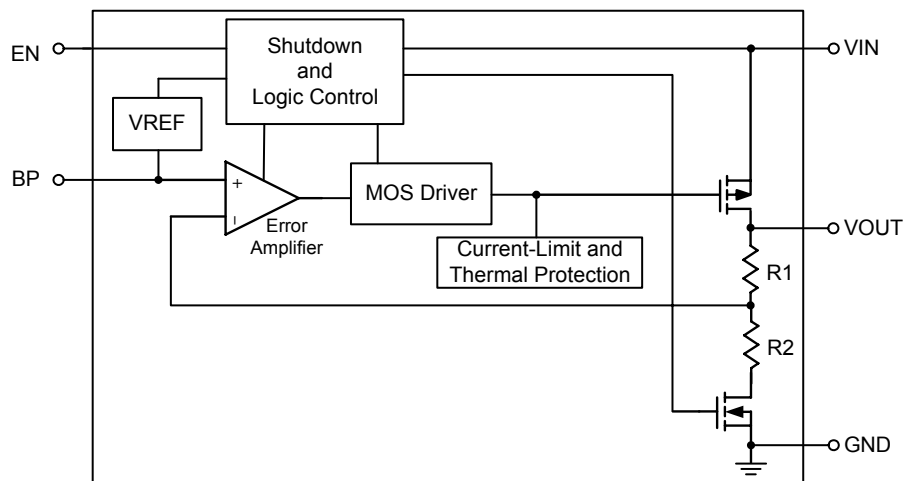 EN
Shutdown
and
Logic Control
VIN
VREF
BP
+
−
Error
Amplifier
MOS Driver
Current-Limit and
Thermal Protection
VOUT
R1
R2
GND